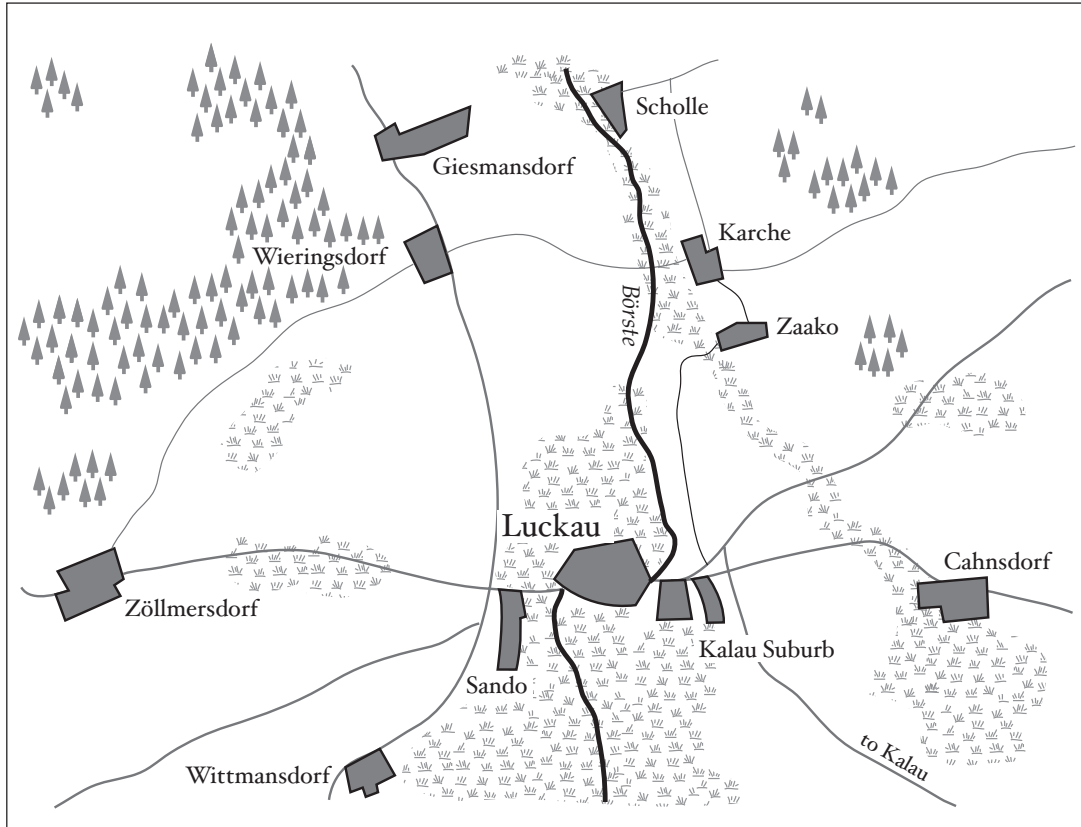 Scholle
Giesmansdorf
Karche
Wieringsdorf
Börste
Zaako
Luckau
Cahnsdorf
Zöllmersdorf
Kalau Suburb
Sando
to Kalau
Wittmansdorf